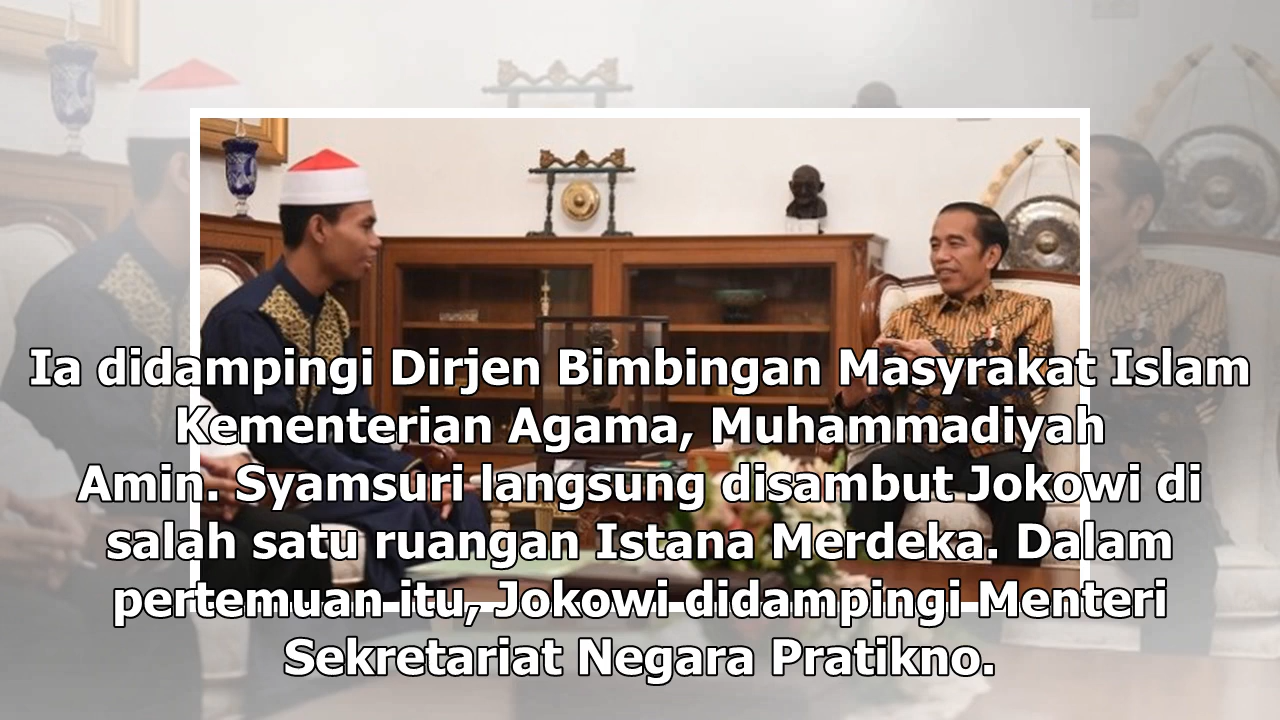 Ia didampingi Dirjen Bimbingan Masyrakat Islam
Kementerian Agama, Muhammadiyah
Amin. Syamsuri langsung disambut Jokowi di
salah satu ruangan Istana Merdeka. Dalam
pertemuan itu, Jokowi didampingi Menteri
Sekretariat Negara Pratikno.